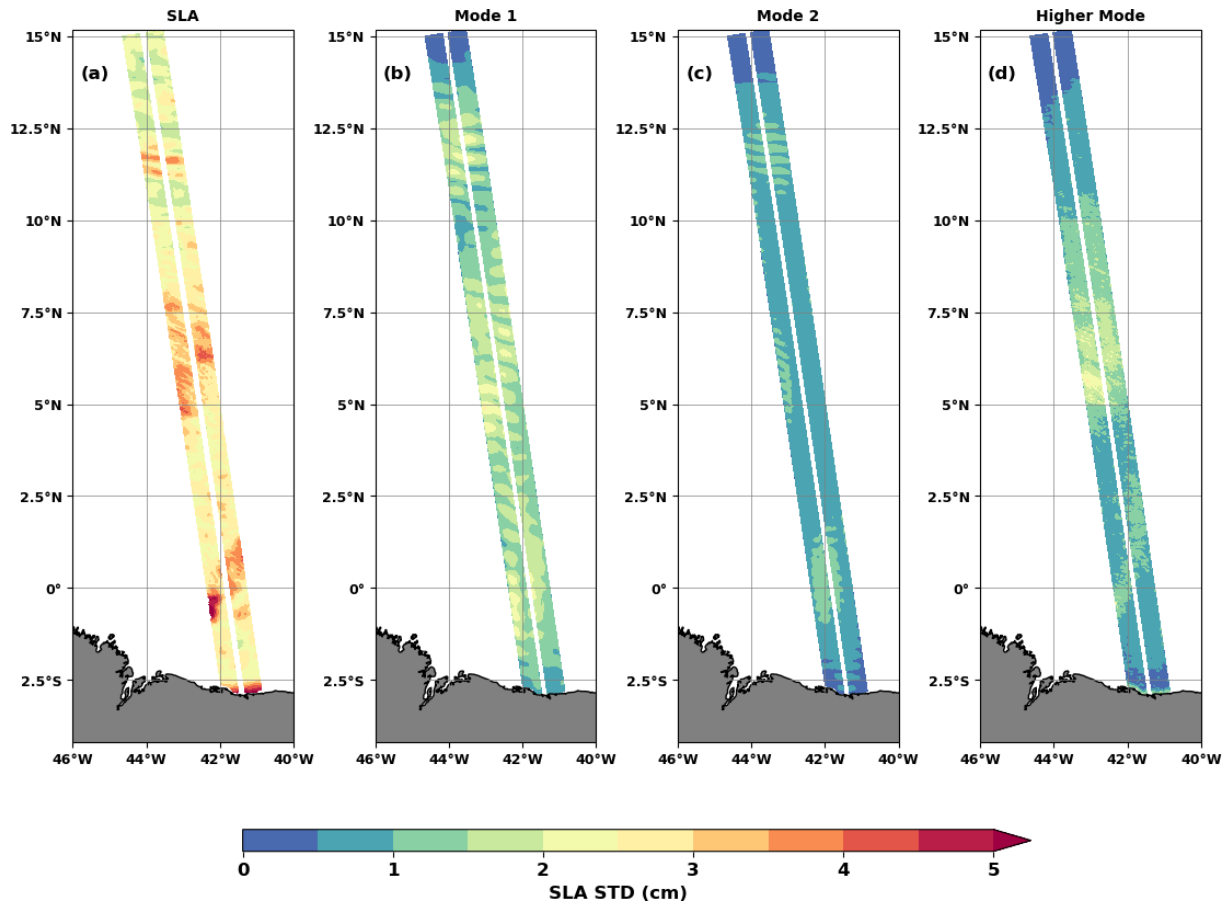 SLA Mode 1 Mode 2 Higher Mode
15°N 15°N 15°N 15°N
(a) (b) (c) (d)
12.5°N 12.5°N 12.5°N 12.5°N
10°N 10°N 10°N 10°N
7.5°N 7.5°N 7.5°N 7.5°N
5°N 5°N 5°N 5°N
2.5°N 2.5°N 2.5°N 2.5°N
0° 0° 0° 0°
2.5°S 2.5°S 2.5°S 2.5°S
46°W 44°W 42°W 40°W 46°W 44°W 42°W 40°W 46°W 44°W 42°W 40°W 46°W 44°W 42°W 40°W
0 1 2 3 4 5
SLA STD (cm)